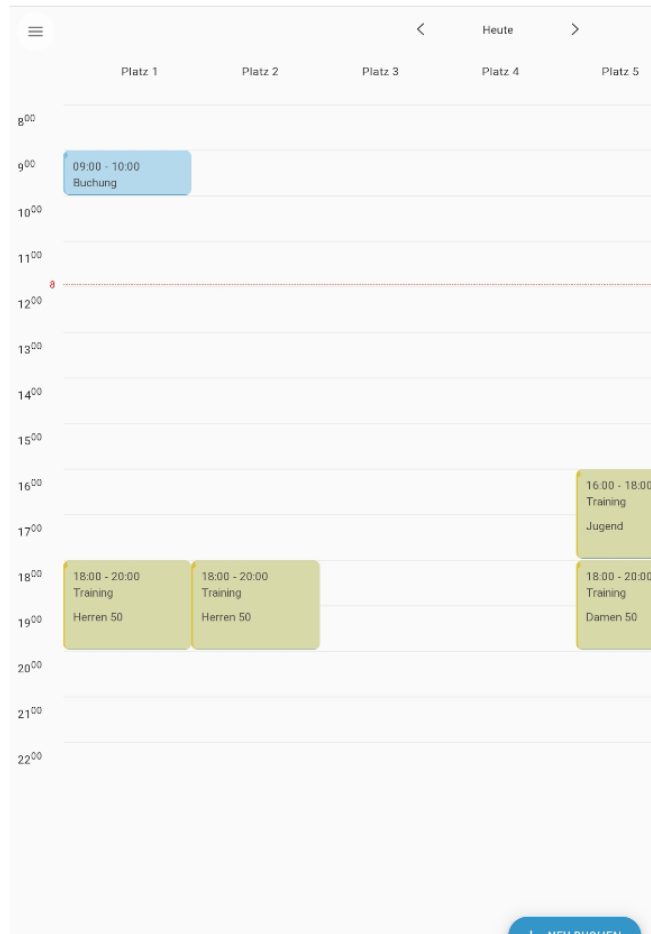 Heute
Platz 1 Platz 2 Platz 3 Platz 4 Platz 5
8⁰⁰
9⁰⁰
09:00 - 10:00
Buchung
10⁰⁰
11⁰⁰
12⁰⁰
13⁰⁰
14⁰⁰
15⁰⁰
16⁰⁰
16:00 - 18:00
Training
Jugend
17⁰⁰
18⁰⁰
18:00 - 20:00
Training
Herren 50
18:00 - 20:00
Training
Herren 50
18:00 - 20:00
Training
Damen 50
19⁰⁰
20⁰⁰
21⁰⁰
22⁰⁰
NEU BUCHEN